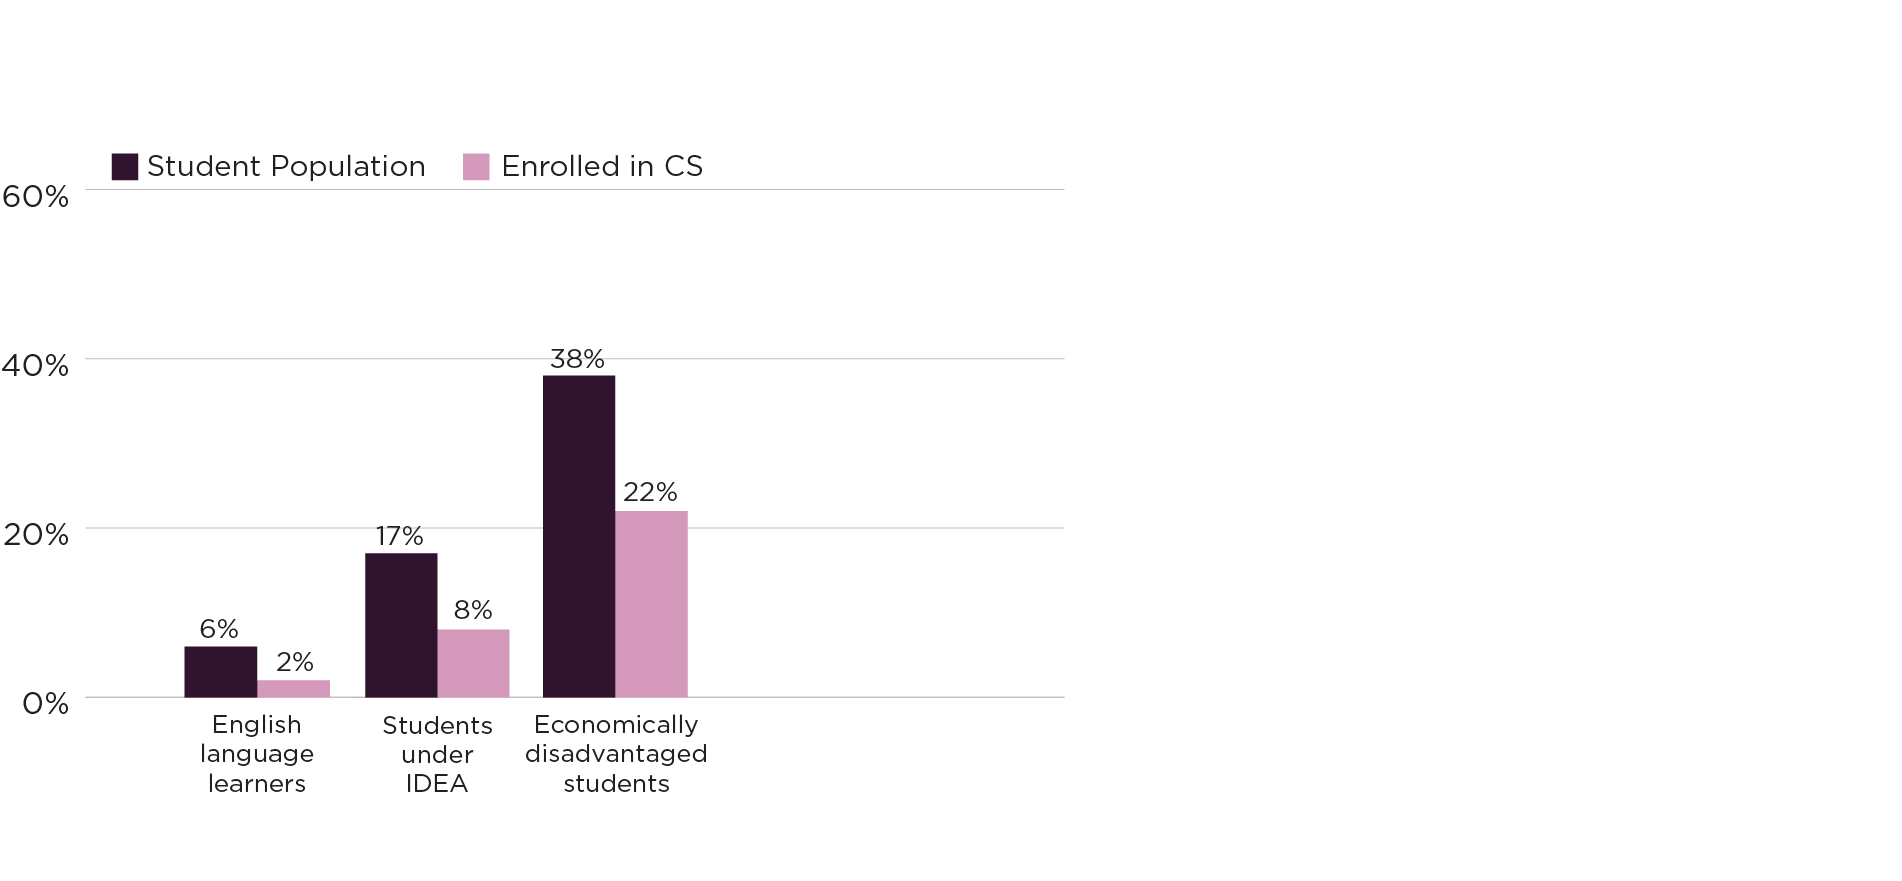 Student Population Enrolled in CS
60%
40%
38%
22%
20%
17%
8%
6%
2%
0%
English
language
learners
Students
under
IDEA
Economically
disadvantaged
students